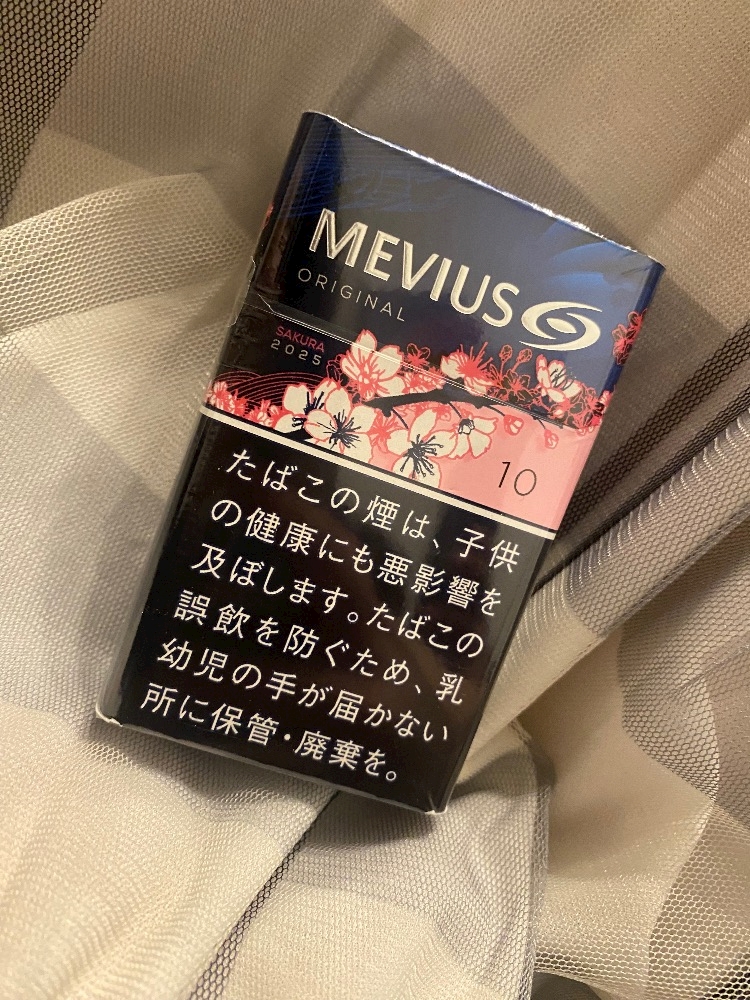 MEVIUS
ORIGINAL
SAKURA
2025
10
たばこの煙は、子供
の健康にも悪影響を
及ぼします。たばこの
誤飲を防ぐため、乳
幼児の手が届かない
所に保管・廃棄を。